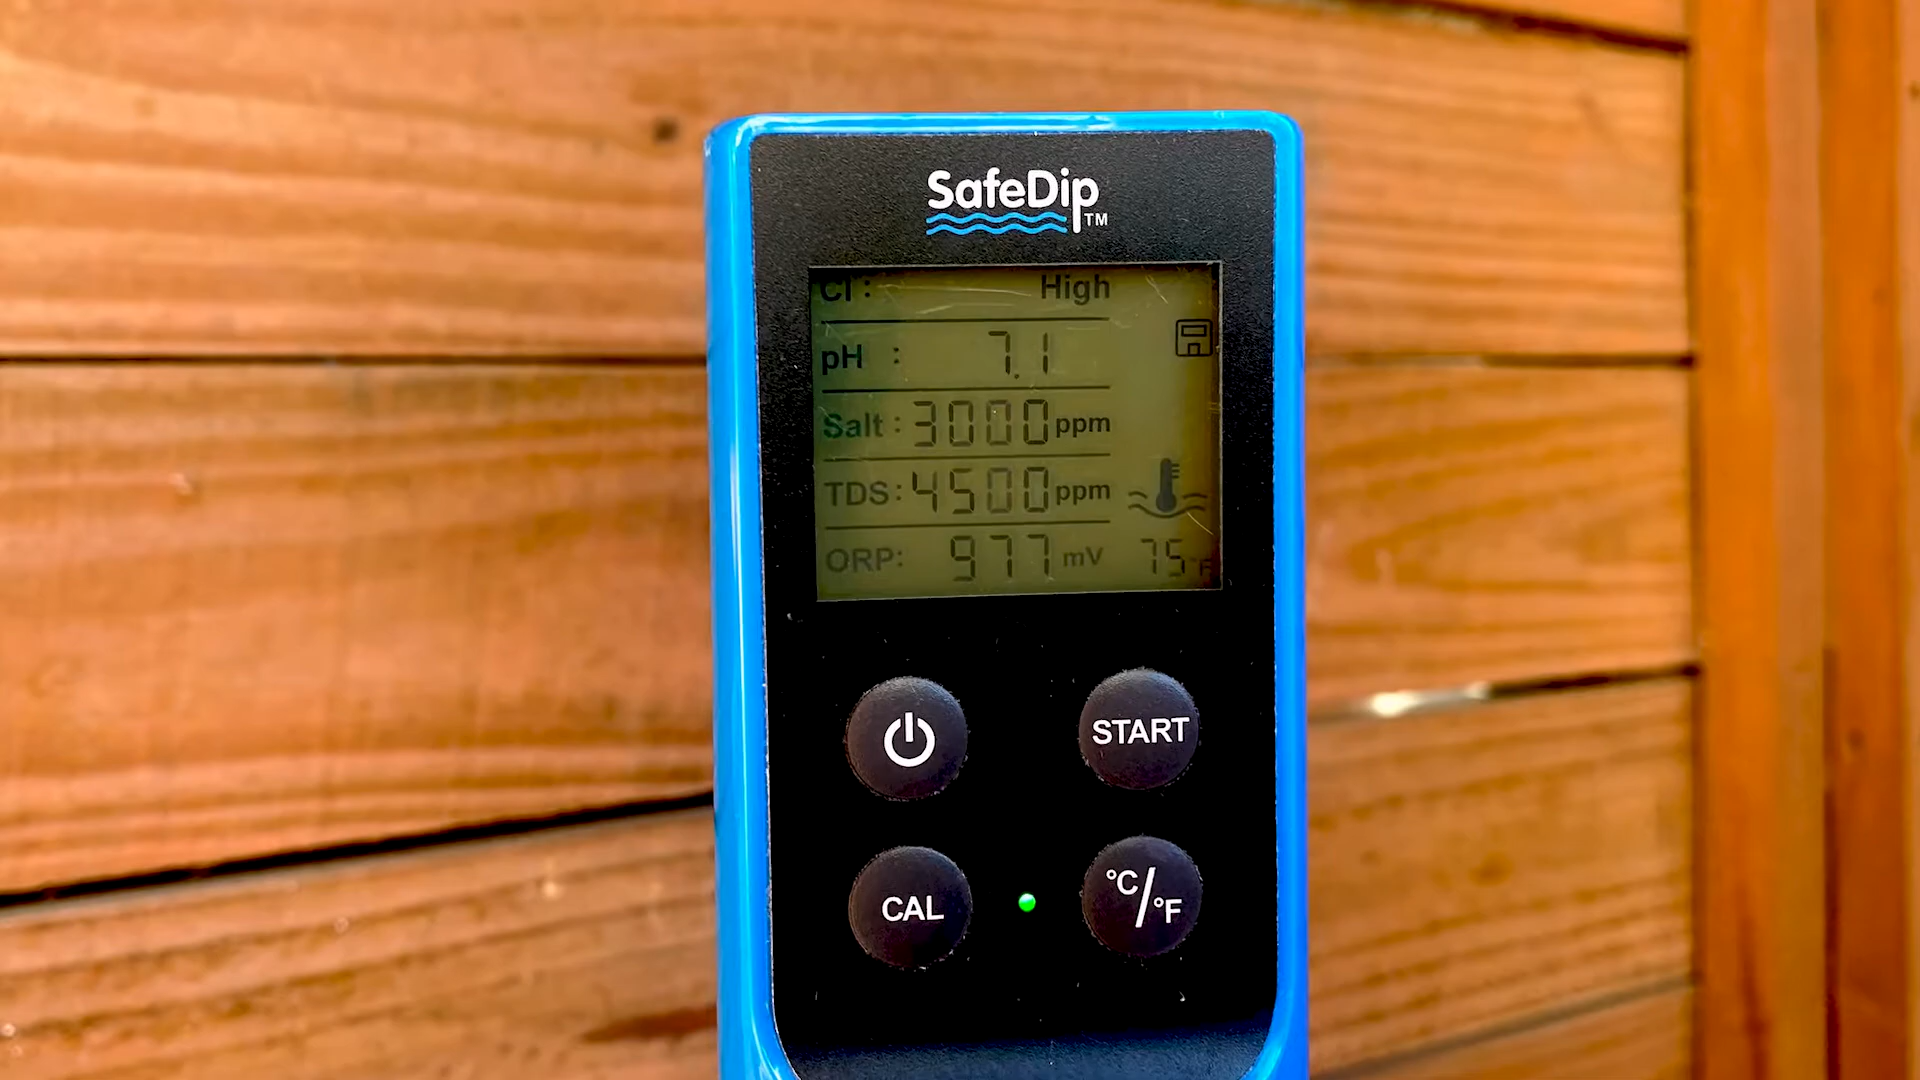 SafeDip™
Cl : High
pH : 7.1
Salt : 3000 ppm
TDS : 4500 ppm
ORP: 977 mV 75°F
START
CAL
°C/°F